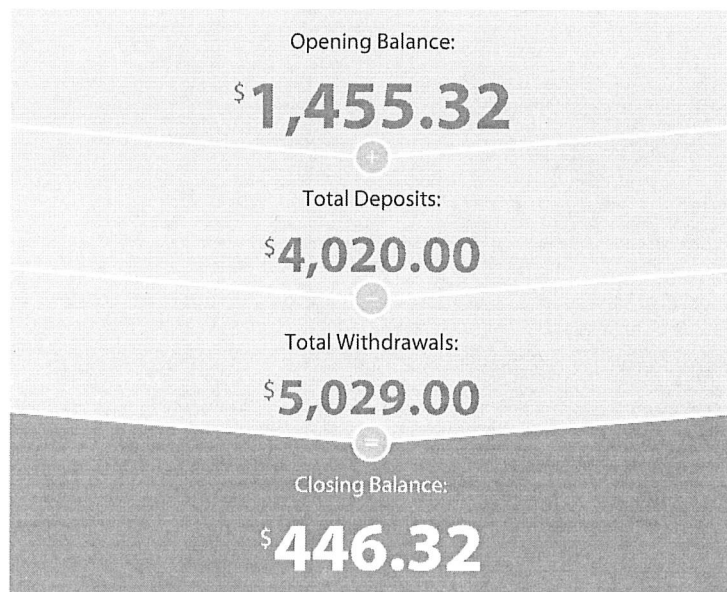 Opening Balance:
$1,455.32
+
Total Deposits:
$4,020.00
−
Total Withdrawals:
$5,029.00
=
Closing Balance:
$446.32